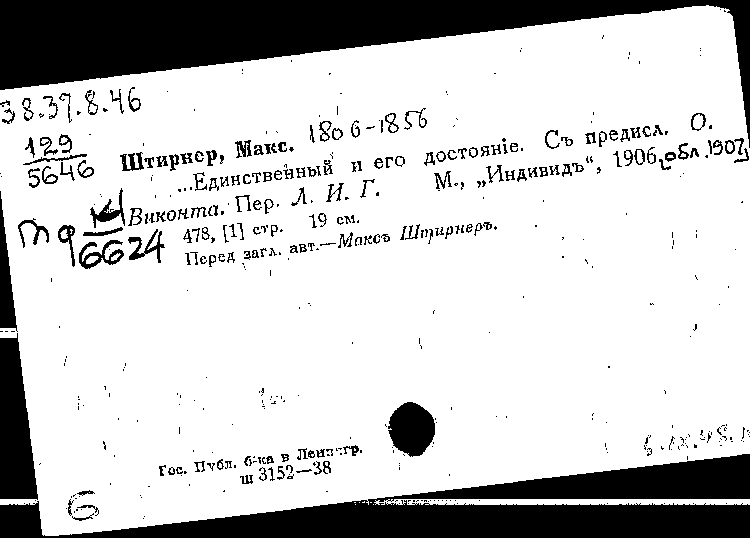 38.37.8.46
129
5646
Штирнер, Макс. 1806-1856
...Единственный и его достояніе. Съ предисл. О.
Виконта. Пер. Л. И. Г. М., „Индивидъ“, 1906, обл. 1907
478, [1] стр. 19 см.
Перед загл. авт.—Максъ Штирнеръ.
6624
Гос. Публ. б-ка в Ленингр.
ш 3152—38
6